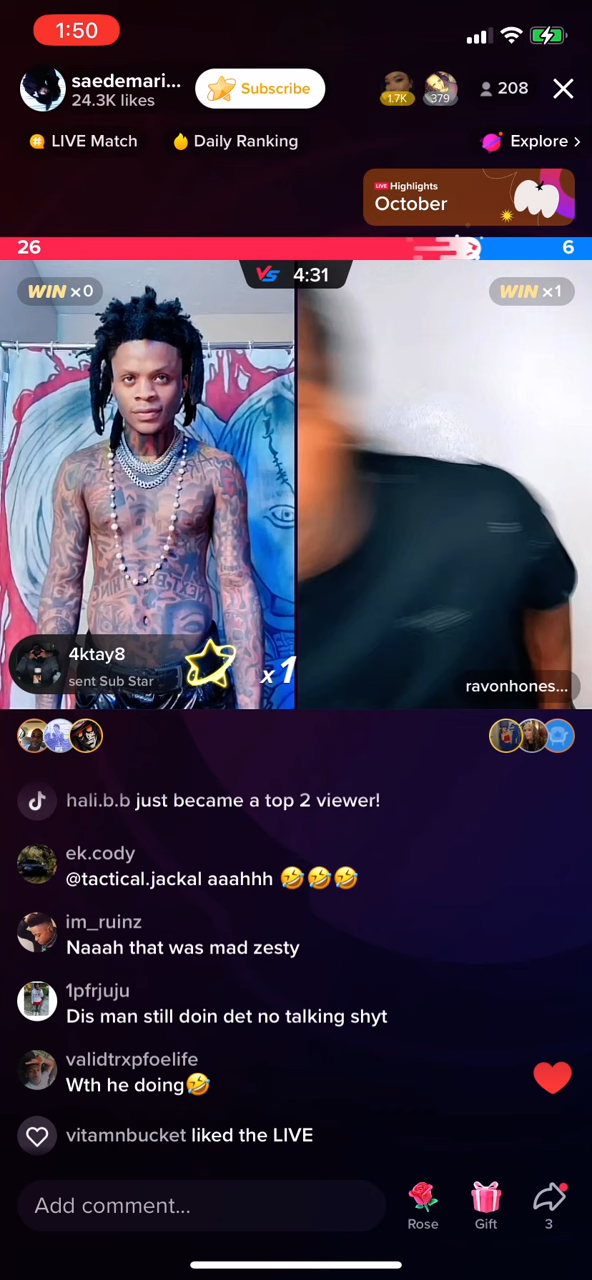 1:50
saedemari...
24.3K likes
Subscribe
1.7K
379
208
LIVE Match
Daily Ranking
Explore >
LIVE Highlights
October
26
6
VS 4:31
WIN x0
WIN x1
4ktay8
sent Sub Star
x1
ravonhones...
hali.b.b just became a top 2 viewer!
ek.cody
@tactical.jackal aaahhh 🤣🤣🤣
im_ruinz
Naaah that was mad zesty
1pfrjuju
Dis man still doin det no talking shyt
validtrxpfoelife
Wth he doing🤣
vitamnbucket liked the LIVE
Add comment...
Rose
Gift
3